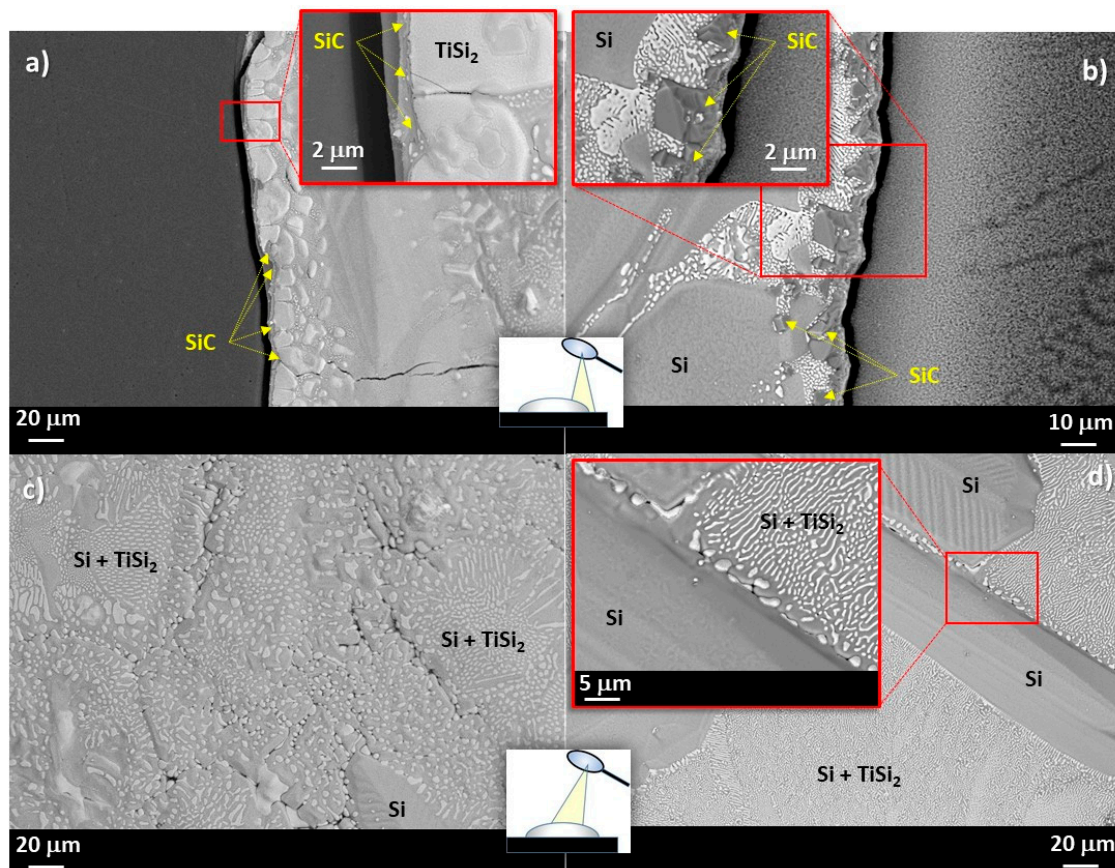 a)
SiC
TiSi₂
2 μm
SiC
20 μm
b)
Si
SiC
2 μm
Si
SiC
10 μm
c)
Si + TiSi₂
Si + TiSi₂
Si
20 μm
d)
Si
Si + TiSi₂
Si
5 μm
Si
Si + TiSi₂
20 μm